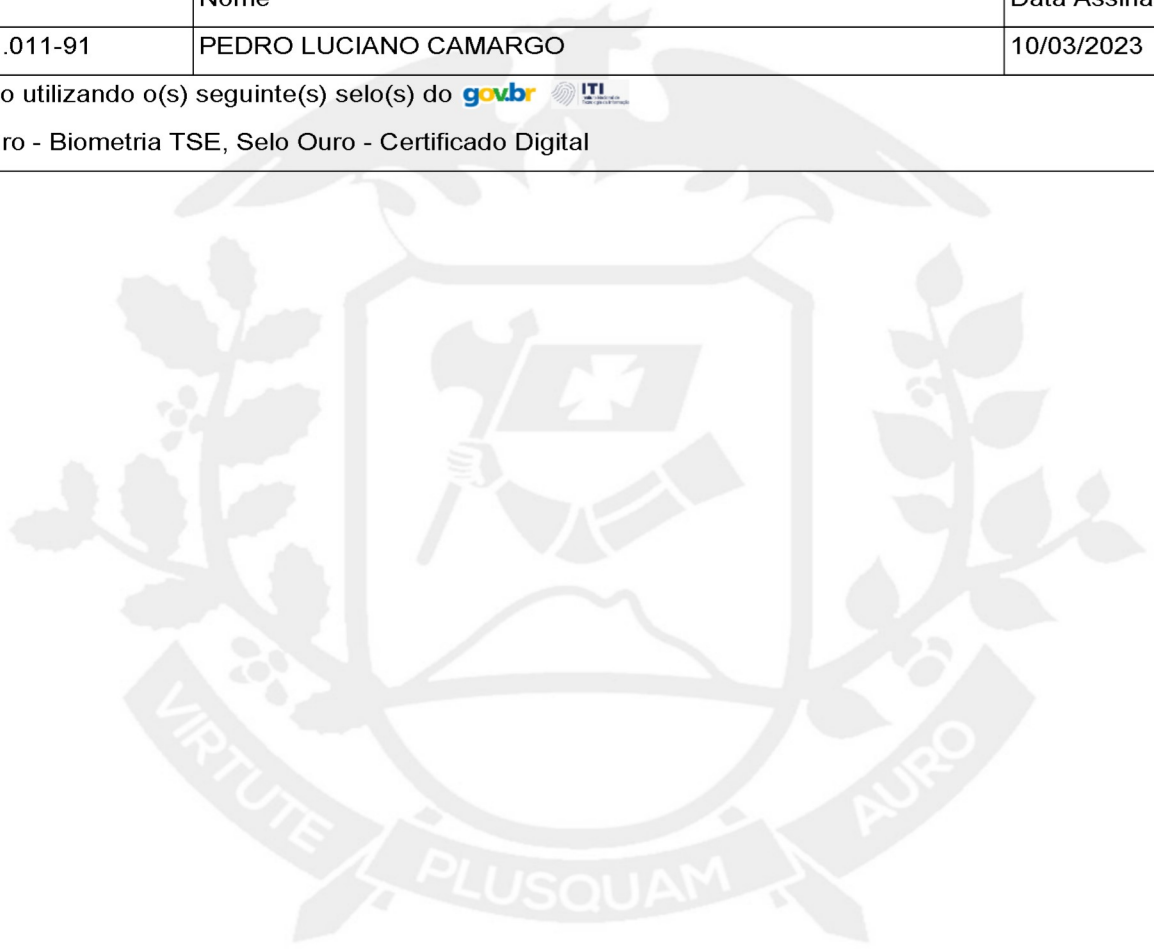 Nome Data Assina
.011-91 PEDRO LUCIANO CAMARGO 10/03/2023
o utilizando o(s) seguinte(s) selo(s) do gov.br ITI
ro - Biometria TSE, Selo Ouro - Certificado Digital
VIRTUTE PLUSQUAM AURO